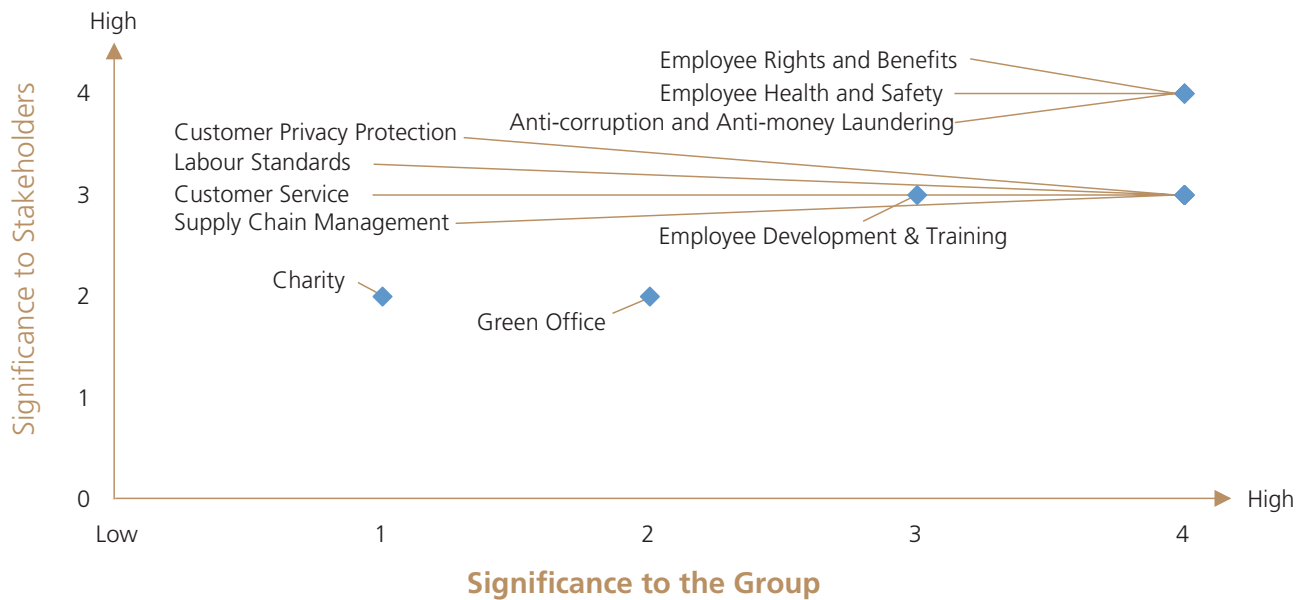 High
Significance to Stakeholders
4
3
2
1
0
Employee Rights and Benefits
Employee Health and Safety
Anti-corruption and Anti-money Laundering
Customer Privacy Protection
Labour Standards
Customer Service
Supply Chain Management
Employee Development & Training
Charity
Green Office
Low
1
2
3
4
High
Significance to the Group